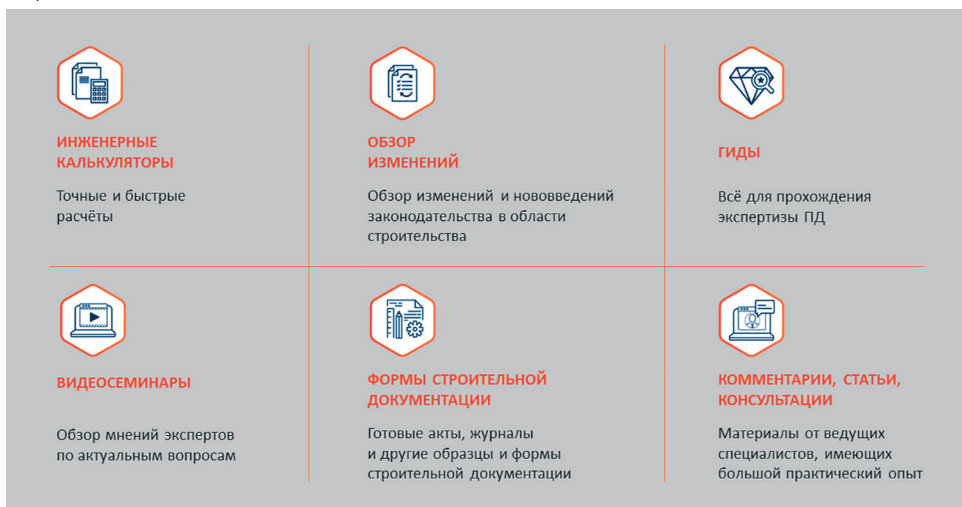 ИНЖЕНЕРНЫЕ
КАЛЬКУЛЯТОРЫ
Точные и быстрые
расчёты
ОБЗОР
ИЗМЕНЕНИЙ
Обзор изменений и нововведений
законодательства в области
строительства
ГИДЫ
Всё для прохождения
экспертизы ПД
ВИДЕОСЕМИНАРЫ
Обзор мнений экспертов
по актуальным вопросам
ФОРМЫ СТРОИТЕЛЬНОЙ
ДОКУМЕНТАЦИИ
Готовые акты, журналы
и другие образцы и формы
строительной документации
КОММЕНТАРИИ, СТАТЬИ,
КОНСУЛЬТАЦИИ
Материалы от ведущих
специалистов, имеющих
большой практический опыт